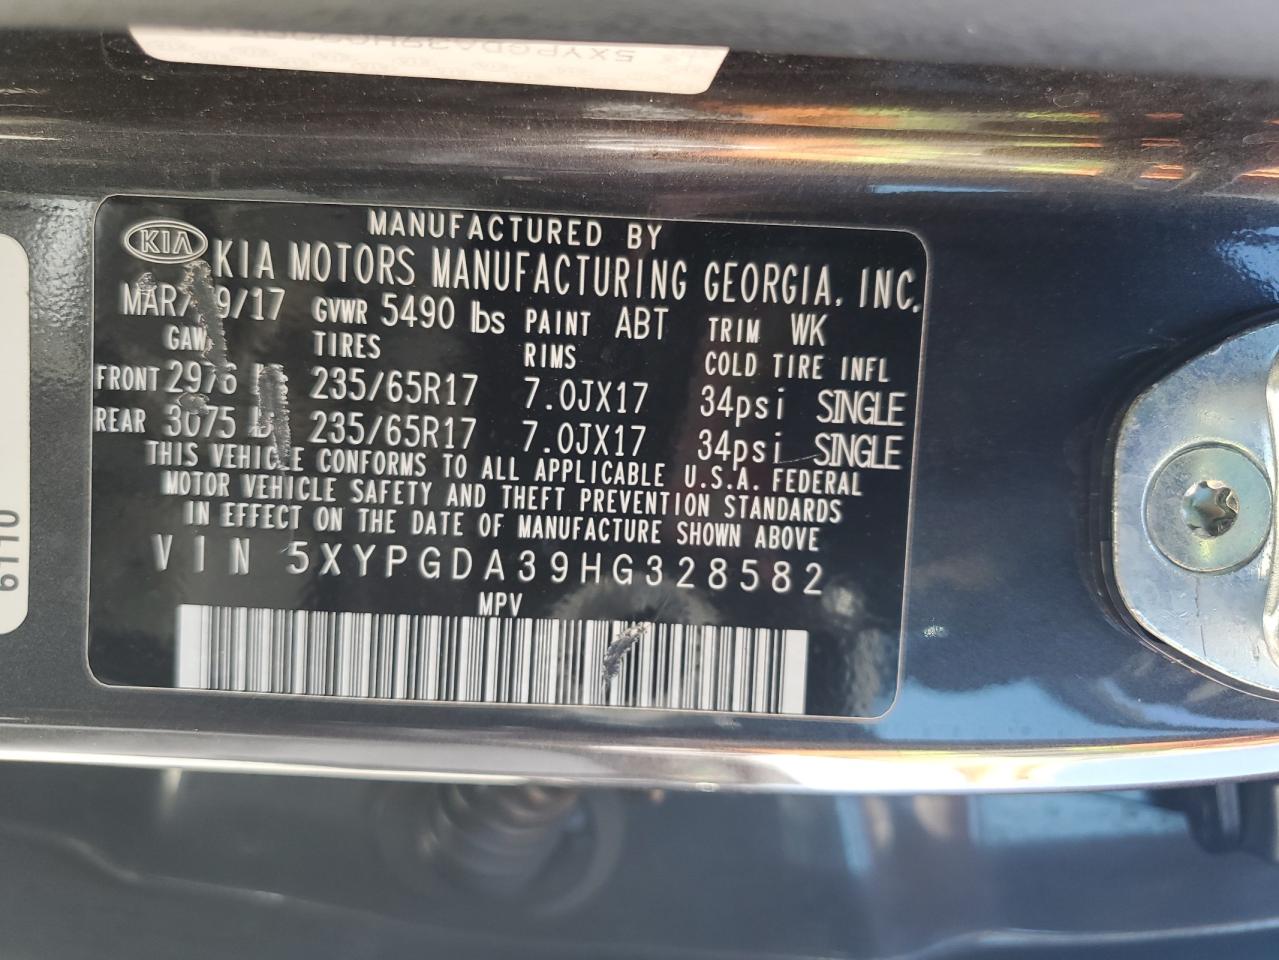 5XYPGDA39HG
KIA
MANUFACTURED BY
KIA MOTORS MANUFACTURING GEORGIA, INC.
GVWR 5490 lbs PAINT ABT TRIM WK
TIRES RIMS COLD TIRE INFL
FRONT 2976 235/65R17 7.0JX17 34psi SINGLE
REAR 3075 235/65R17 7.0JX17 34psi SINGLE
THIS VEHICLE CONFORMS TO ALL APPLICABLE U.S.A. FEDERAL
MOTOR VEHICLE SAFETY AND THEFT PREVENTION STANDARDS
IN EFFECT ON THE DATE OF MANUFACTURE SHOWN ABOVE
VIN 5XYPGDA39HG328582
MPV